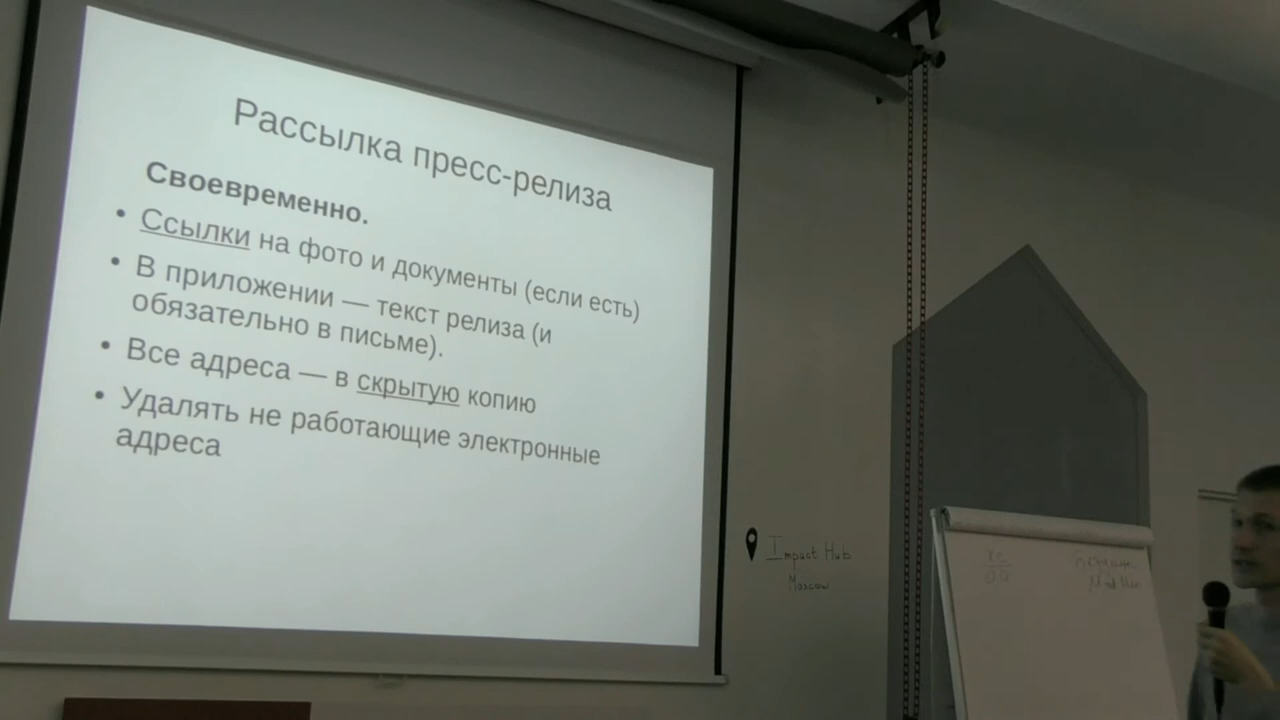 Рассылка пресс-релиза
Своевременно.
• Ссылки на фото и документы (если есть)
• В приложении — текст релиза (и
обязательно в письме).
• Все адреса — в скрытую копию
• Удалять не работающие электронные
адреса
Impact Hub
Moscow